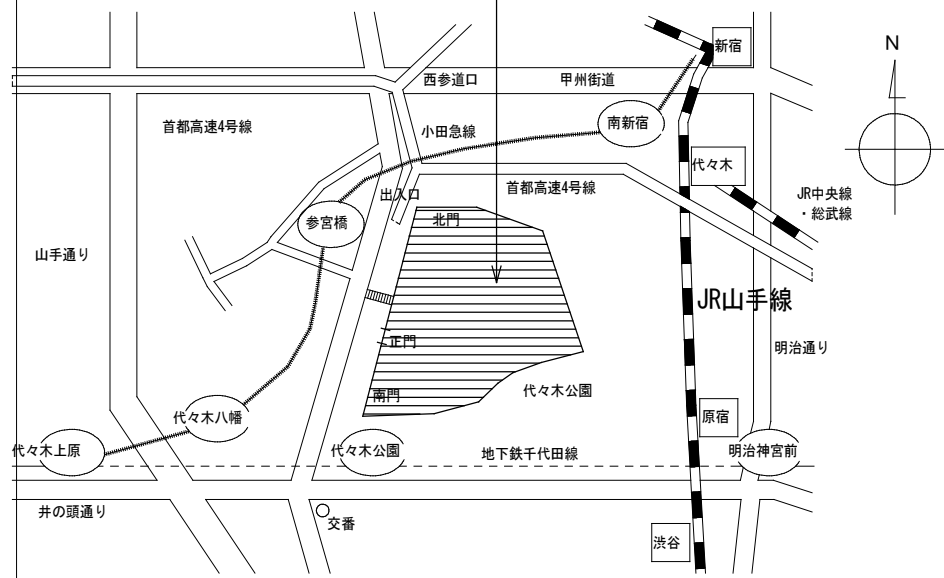 新宿
N
西参道口
甲州街道
首都高速4号線
小田急線
南新宿
代々木
出入口
首都高速4号線
JR中央線
・総武線
参宮橋
北門
山手通り
JR山手線
正門
明治通り
南門
代々木公園
代々木八幡
原宿
代々木上原
代々木公園
地下鉄千代田線
明治神宮前
井の頭通り
交番
渋谷